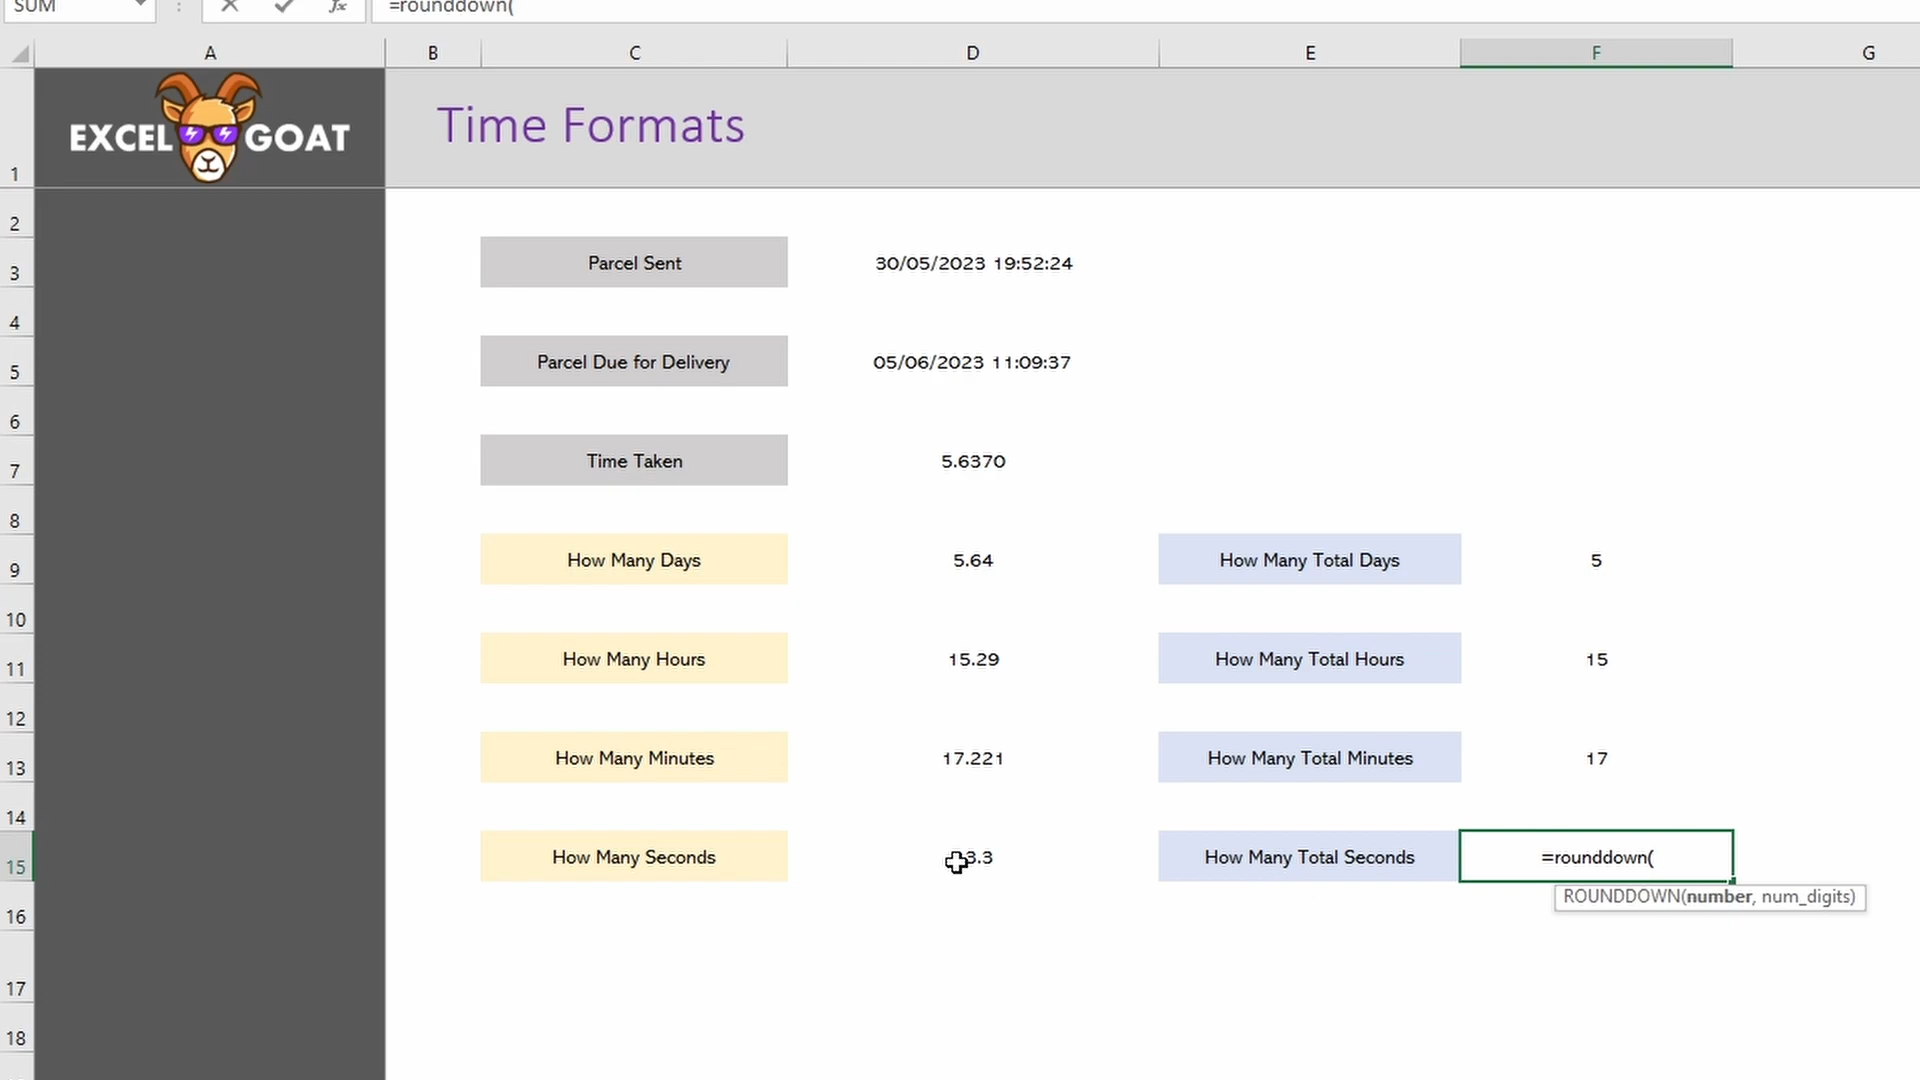 SUM =rounddown(
A B C D E F G
EXCEL GOAT Time Formats
1
2
3 Parcel Sent 30/05/2023 19:52:24
4
5 Parcel Due for Delivery 05/06/2023 11:09:37
6
7 Time Taken 5.6370
8
9 How Many Days 5.64 How Many Total Days 5
10
11 How Many Hours 15.29 How Many Total Hours 15
12
13 How Many Minutes 17.221 How Many Total Minutes 17
14
15 How Many Seconds 3.3 How Many Total Seconds =rounddown(
ROUNDDOWN(number, num_digits)
16
17
18